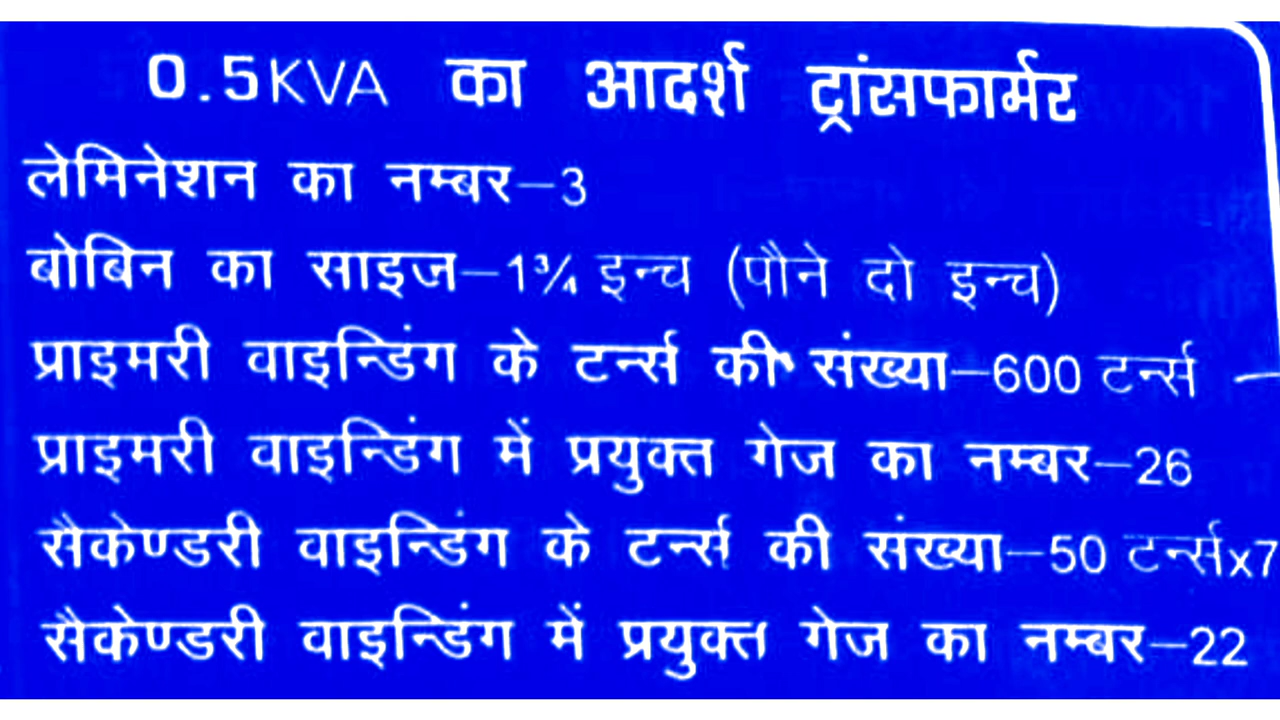 0.5KVA का आदर्श ट्रांसफार्मर
लेमिनेशन का नम्बर–3
बोबिन का साइज–1¾ इन्च (पौने दो इन्च)
प्राइमरी वाइन्डिंग के टर्न्स की संख्या–600 टर्न्स –
प्राइमरी वाइन्डिंग में प्रयुक्त गेज का नम्बर–26
सैकेण्डरी वाइन्डिंग के टर्न्स की संख्या–50 टर्न्सx7
सैकेण्डरी वाइन्डिंग में प्रयुक्त गेज का नम्बर–22